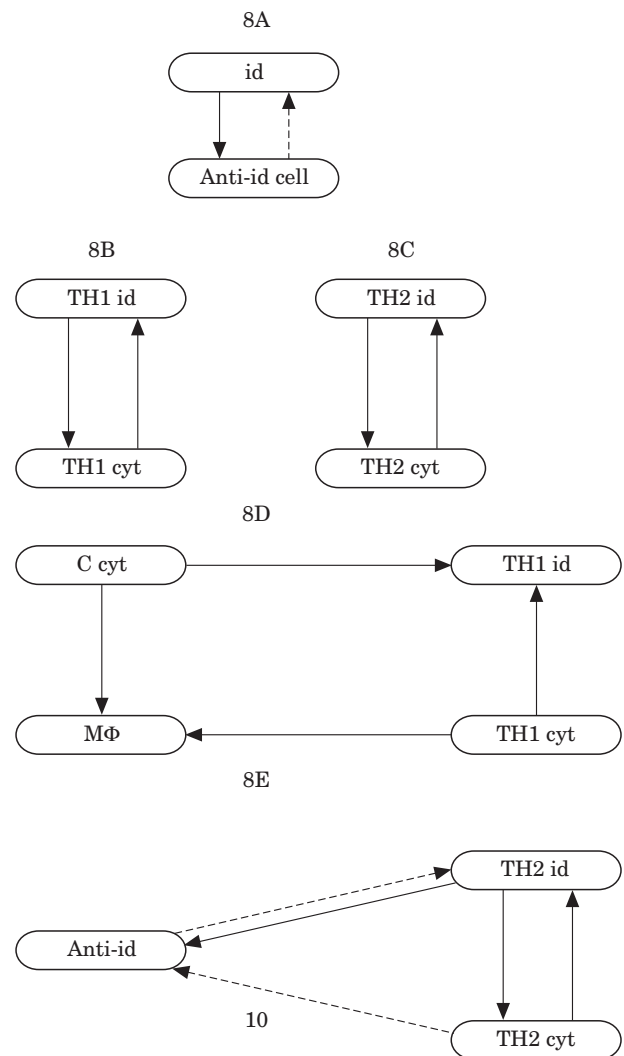 8A
id
Anti-id cell
8B 8C
TH1 id TH2 id
TH1 cyt TH2 cyt
8D
C cyt TH1 id
MΦ TH1 cyt
8E
TH2 id
Anti-id
10
TH2 cyt